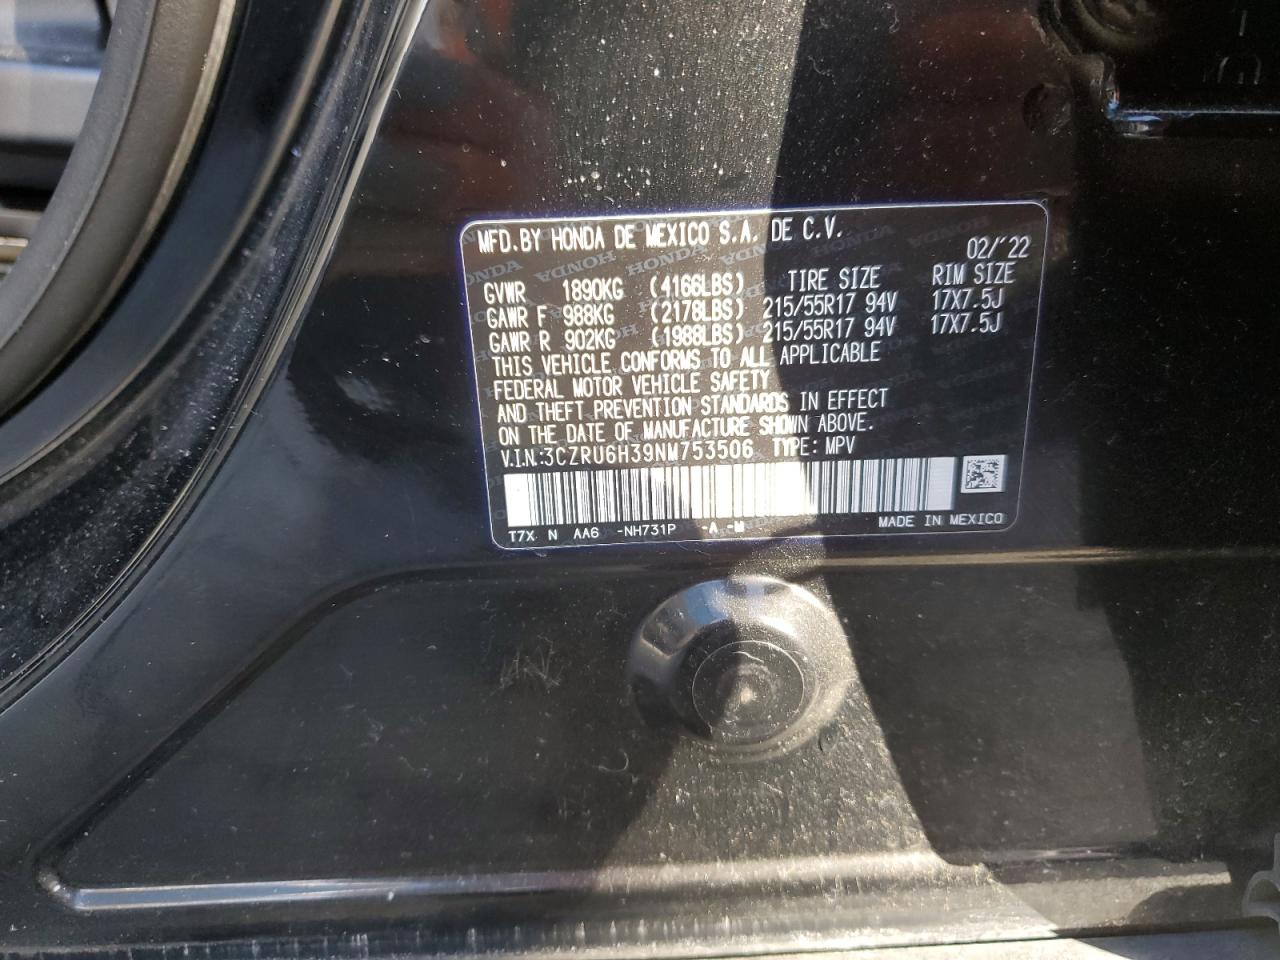 MFD.BY HONDA DE MEXICO S.A. DE C.V.
02/'22
GVWR 1890KG (4166LBS) TIRE SIZE RIM SIZE
GAWR F 988KG (2178LBS) 215/55R17 94V 17X7.5J
GAWR R 902KG (1988LBS) 215/55R17 94V 17X7.5J
THIS VEHICLE CONFORMS TO ALL APPLICABLE
FEDERAL MOTOR VEHICLE SAFETY
AND THEFT PREVENTION STANDARDS IN EFFECT
ON THE DATE OF MANUFACTURE SHOWN ABOVE.
V.I.N.:3CZRU6H39NM753506 TYPE: MPV
T7X N AA6 -NH731P -A -M MADE IN MEXICO